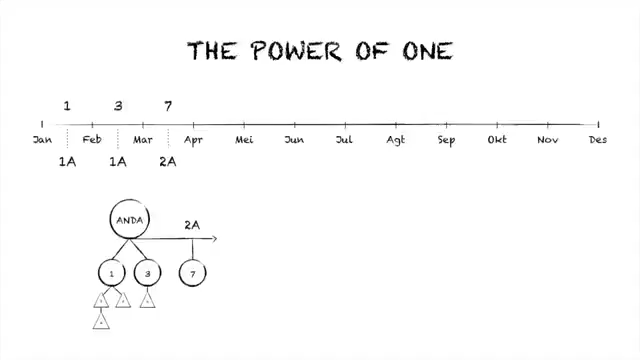 THE POWER OF ONE
1 3 7
Jan Feb Mar Apr Mei Jun Jul Agt Sep Okt Nov Des
1A 1A 2A
ANDA
2A
1 3 7